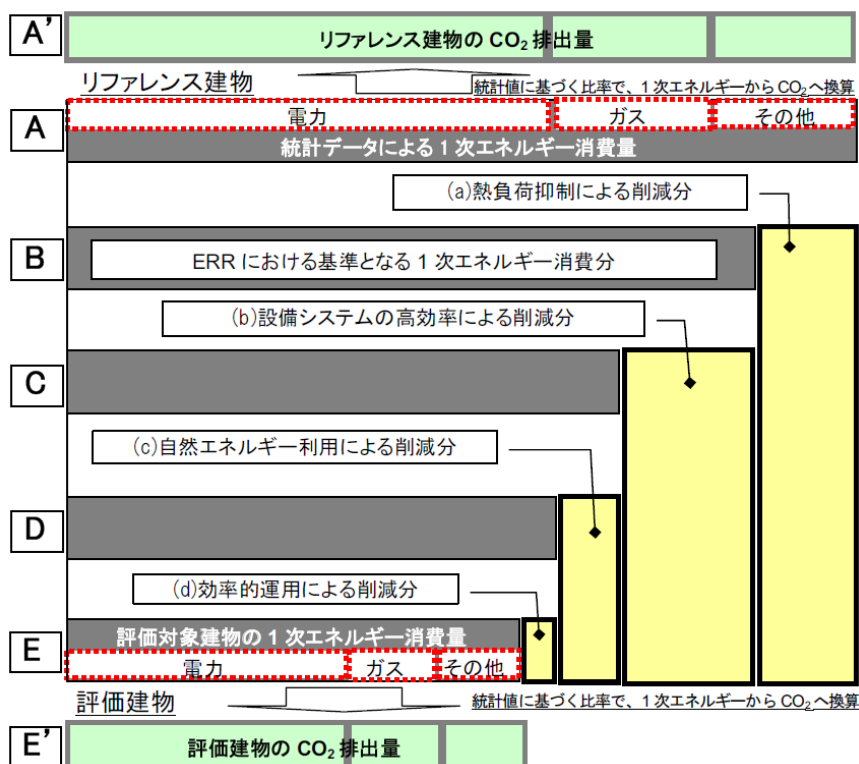 A’
リファレンス建物の CO₂ 排出量
リファレンス建物
統計値に基づく比率で、1 次エネルギーから CO₂ へ換算
A
電力 ガス その他
統計データによる 1 次エネルギー消費量
(a)熱負荷抑制による削減分
B
ERR における基準となる 1 次エネルギー消費分
(b)設備システムの高効率による削減分
C
(c)自然エネルギー利用による削減分
D
(d)効率的運用による削減分
E
評価対象建物の 1 次エネルギー消費量
電力 ガス その他
評価建物
統計値に基づく比率で、1 次エネルギーから CO₂ へ換算
E’
評価建物の CO₂ 排出量